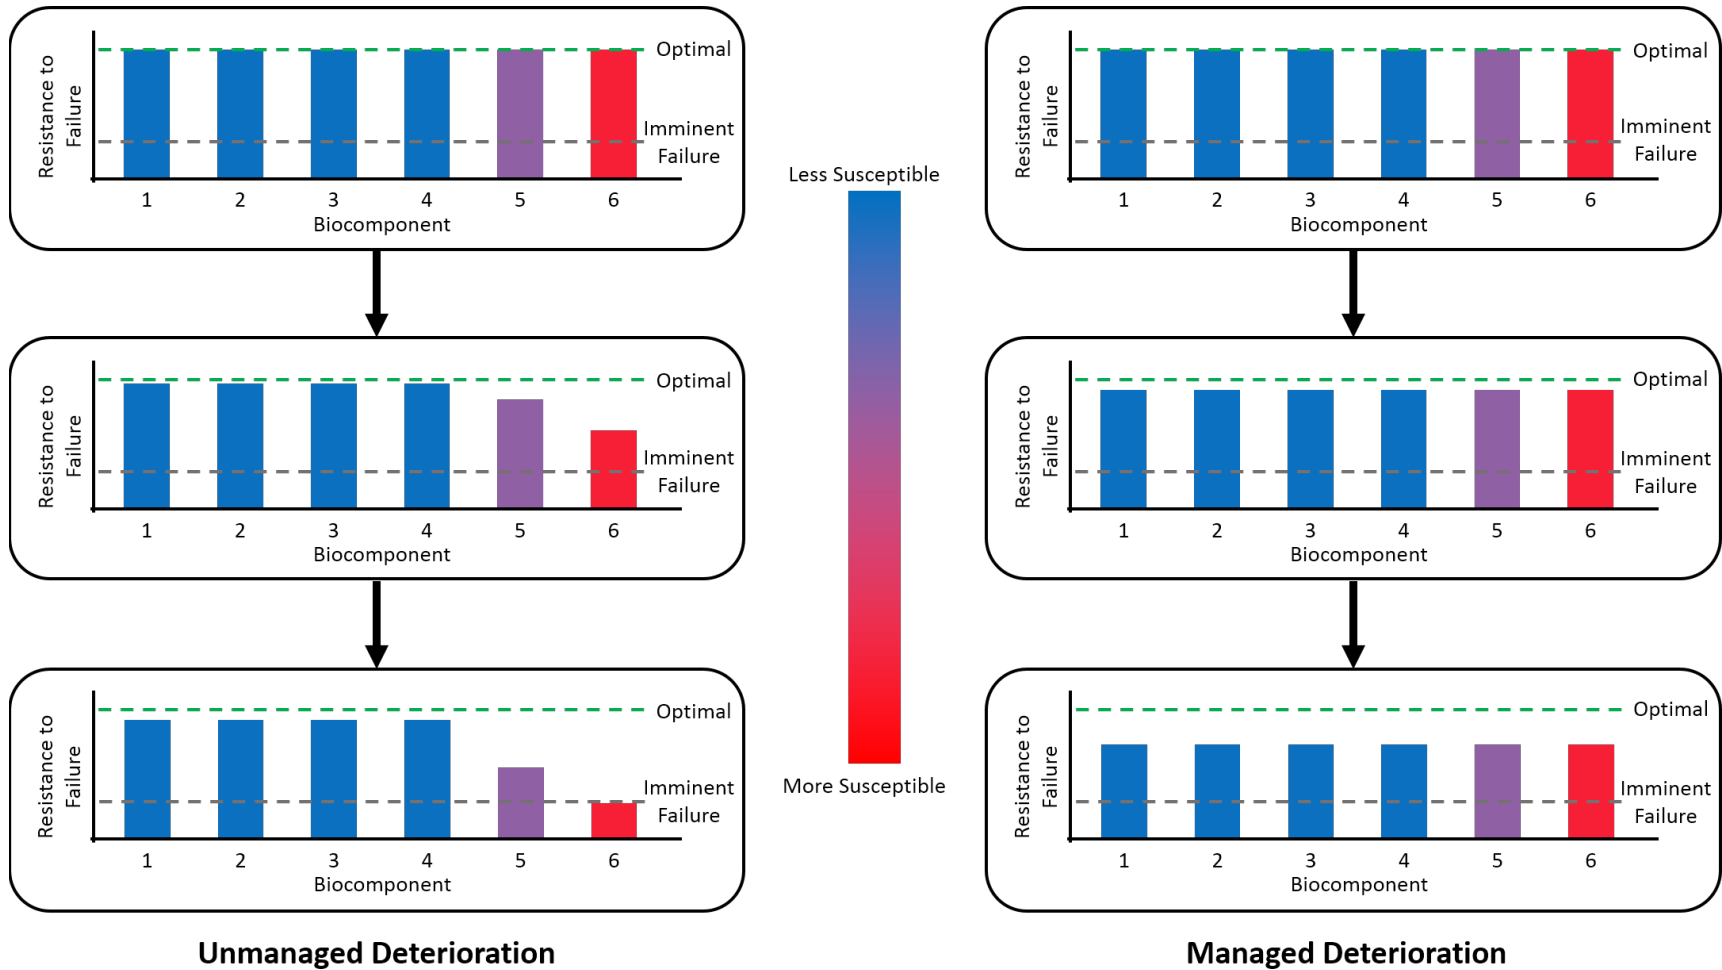 Resistance to
Failure
Optimal
Imminent
Failure
1 2 3 4 5 6
Biocomponent
Resistance to
Failure
Optimal
Imminent
Failure
1 2 3 4 5 6
Biocomponent
Resistance to
Failure
Optimal
Imminent
Failure
1 2 3 4 5 6
Biocomponent
Unmanaged Deterioration
Less Susceptible
More Susceptible
Resistance to
Failure
Optimal
Imminent
Failure
1 2 3 4 5 6
Biocomponent
Resistance to
Failure
Optimal
Imminent
Failure
1 2 3 4 5 6
Biocomponent
Resistance to
Failure
Optimal
Imminent
Failure
1 2 3 4 5 6
Biocomponent
Managed Deterioration